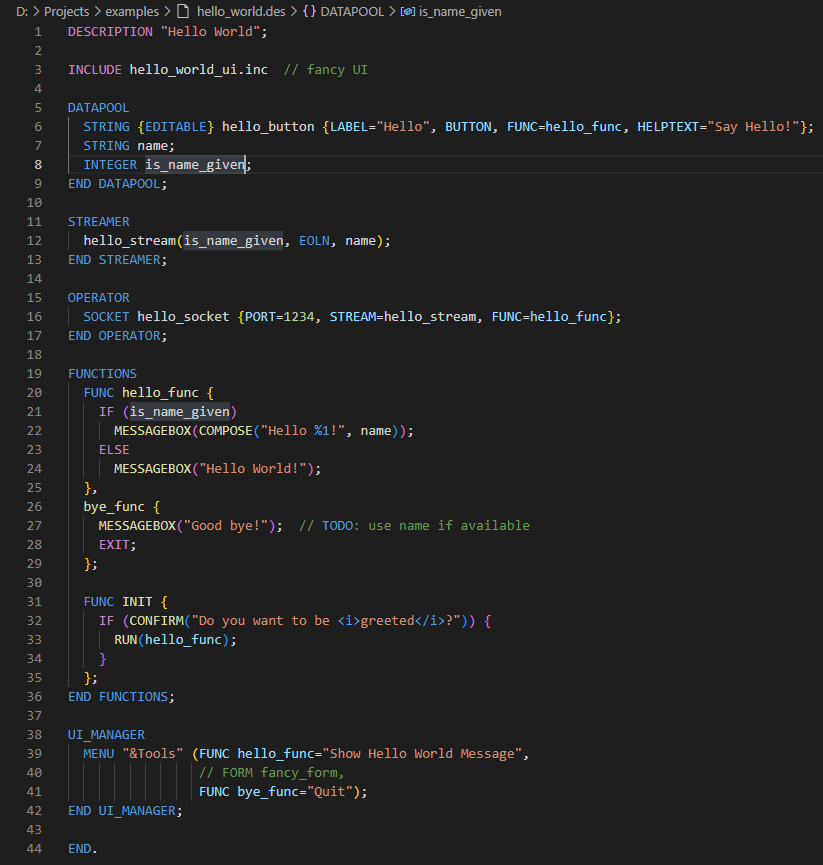 D: > Projects > examples > hello_world.des > {} DATAPOOL > is_name_given
1 DESCRIPTION "Hello World";
2
3 INCLUDE hello_world_ui.inc  // fancy UI
4
5 DATAPOOL
6   STRING {EDITABLE} hello_button {LABEL="Hello", BUTTON, FUNC=hello_func, HELPTEXT="Say Hello!"};
7   STRING name;
8   INTEGER is_name_given;
9 END DATAPOOL;
10
11 STREAMER
12   hello_stream(is_name_given, EOLN, name);
13 END STREAMER;
14
15 OPERATOR
16   SOCKET hello_socket {PORT=1234, STREAM=hello_stream, FUNC=hello_func};
17 END OPERATOR;
18
19 FUNCTIONS
20   FUNC hello_func {
21     IF (is_name_given)
22       MESSAGEBOX(COMPOSE("Hello %1!", name));
23     ELSE
24       MESSAGEBOX("Hello World!");
25   },
26   bye_func {
27     MESSAGEBOX("Good bye!");  // TODO: use name if available
28     EXIT;
29   };
30
31   FUNC INIT {
32     IF (CONFIRM("Do you want to be <i>greeted</i>?")) {
33       RUN(hello_func);
34     }
35   };
36 END FUNCTIONS;
37
38 UI_MANAGER
39   MENU "&Tools" (FUNC hello_func="Show Hello World Message",
40                  // FORM fancy_form,
41                  FUNC bye_func="Quit");
42 END UI_MANAGER;
43
44 END.